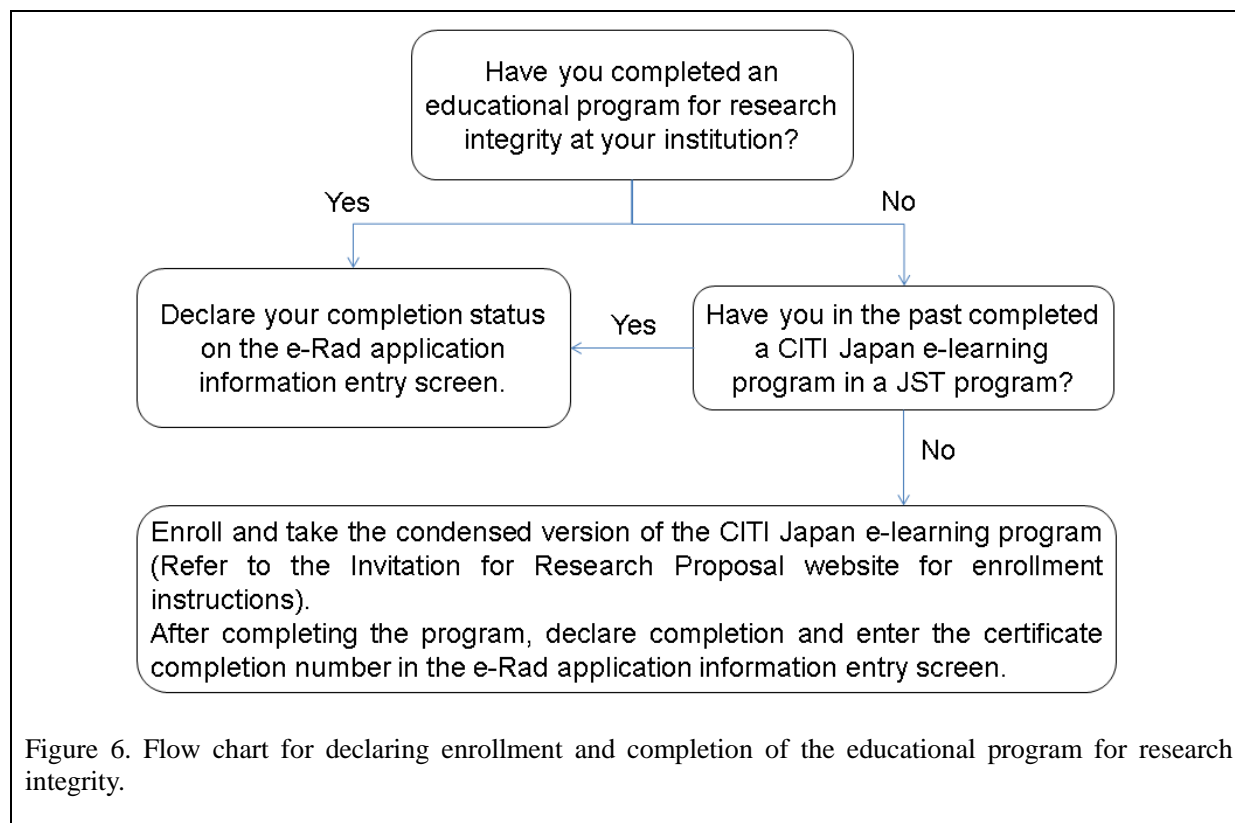 Have you completed an
educational program for research
integrity at your institution?
Yes
No
Declare your completion status
on the e-Rad application
information entry screen.
Yes
Have you in the past completed
a CITI Japan e-learning
program in a JST program?
No
Enroll and take the condensed version of the CITI Japan e-learning program
(Refer to the Invitation for Research Proposal website for enrollment
instructions).
After completing the program, declare completion and enter the certificate
completion number in the e-Rad application information entry screen.
Figure 6. Flow chart for declaring enrollment and completion of the educational program for research
integrity.